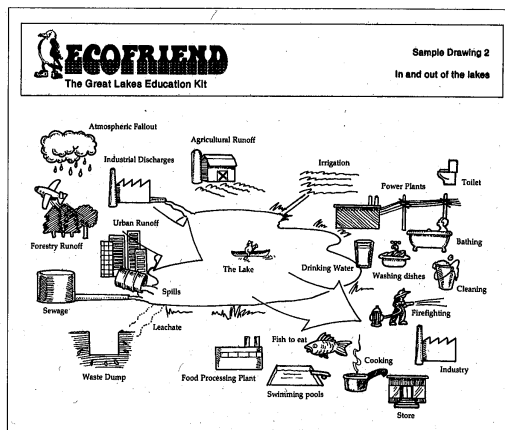 ECOFRIEND
The Great Lakes Education Kit
Sample Drawing 2
In and out of the lakes
Atmospheric Fallout
Agricultural Runoff
Industrial Discharges
Irrigation
Power Plants
Toilet
Urban Runoff
Forestry Runoff
Bathing
The Lake
Drinking Water
Washing dishes
Cleaning
Spills
Sewage
Firefighting
Leachate
Fish to eat
Cooking
Waste Dump
Food Processing Plant
Industry
Swimming pools
Store